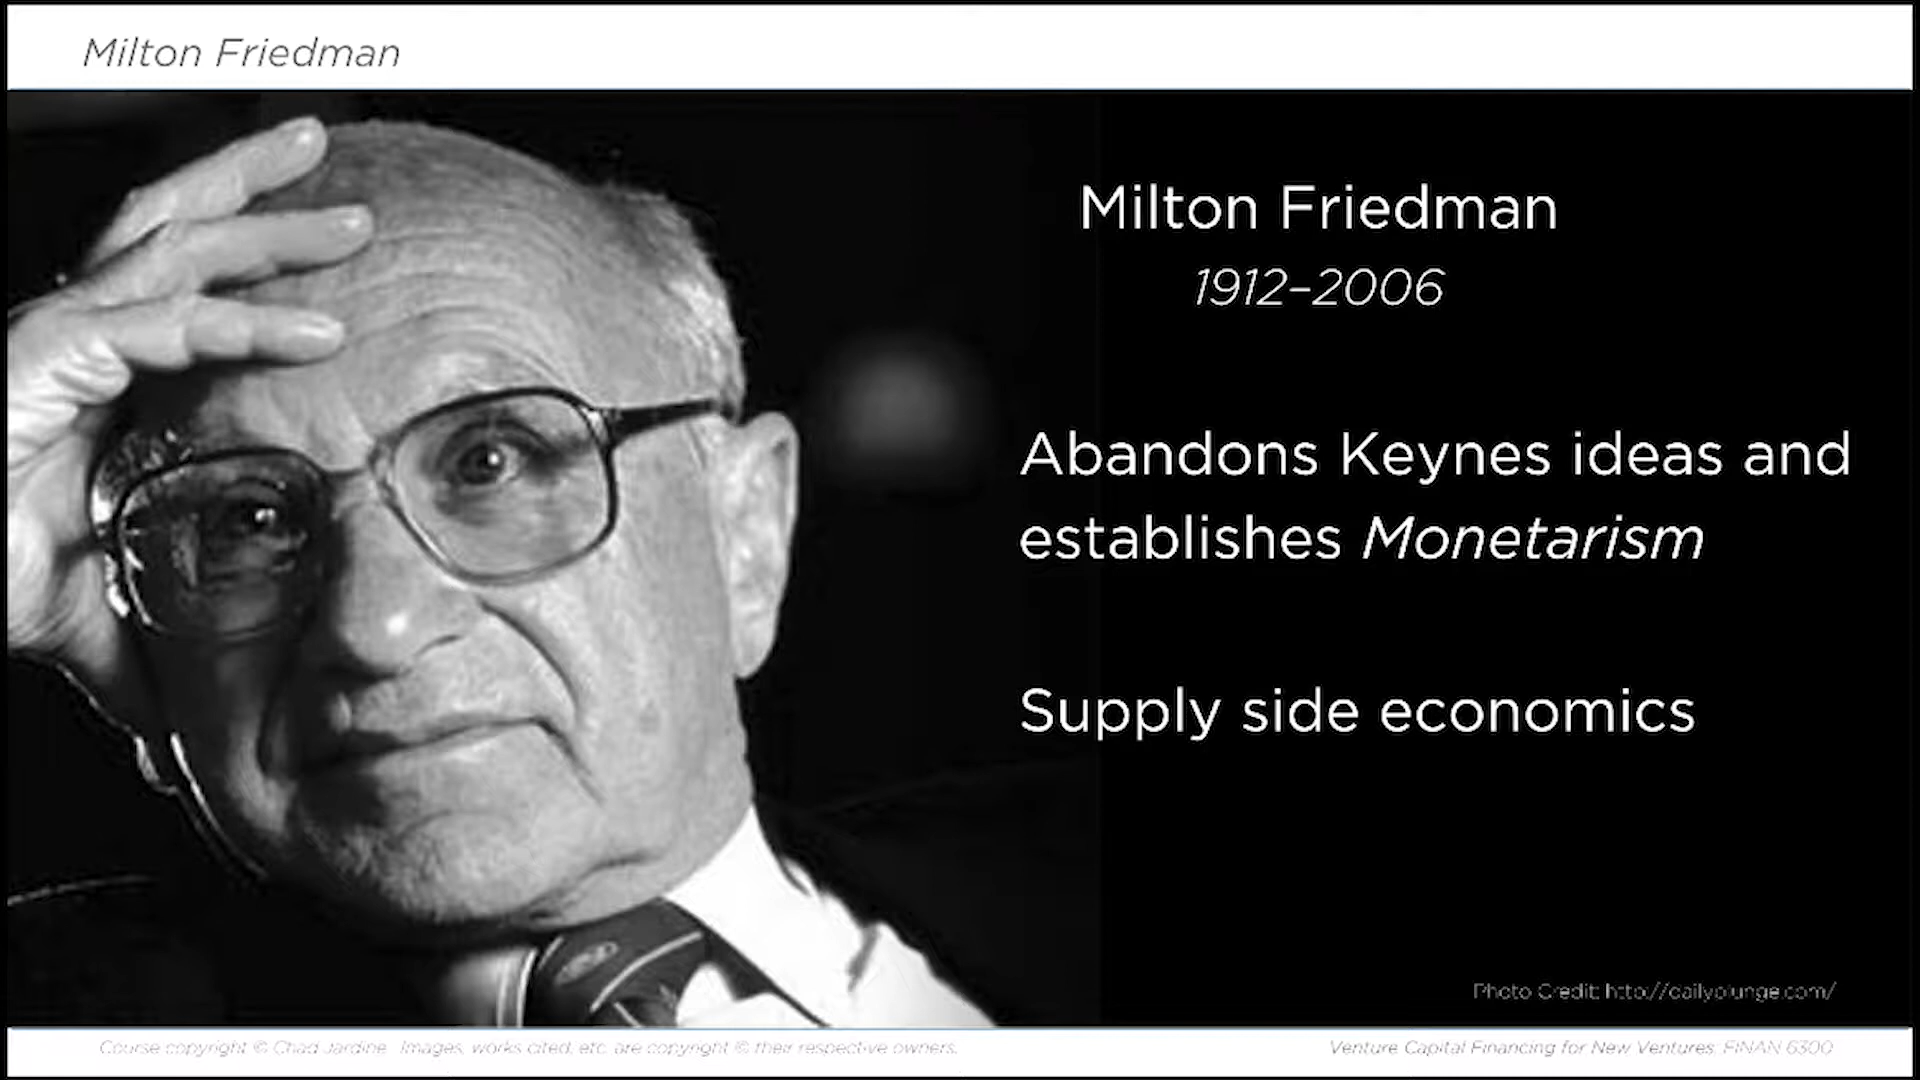 Milton Friedman
Milton Friedman
1912–2006
Abandons Keynes ideas and
establishes Monetarism
Supply side economics
Photo Credit: http://dailyplunge.com/
Course copyright © Chad Jardine. Images, works cited, etc. are copyright © their respective owners.
Venture Capital Financing for New Ventures, FINAN 6300